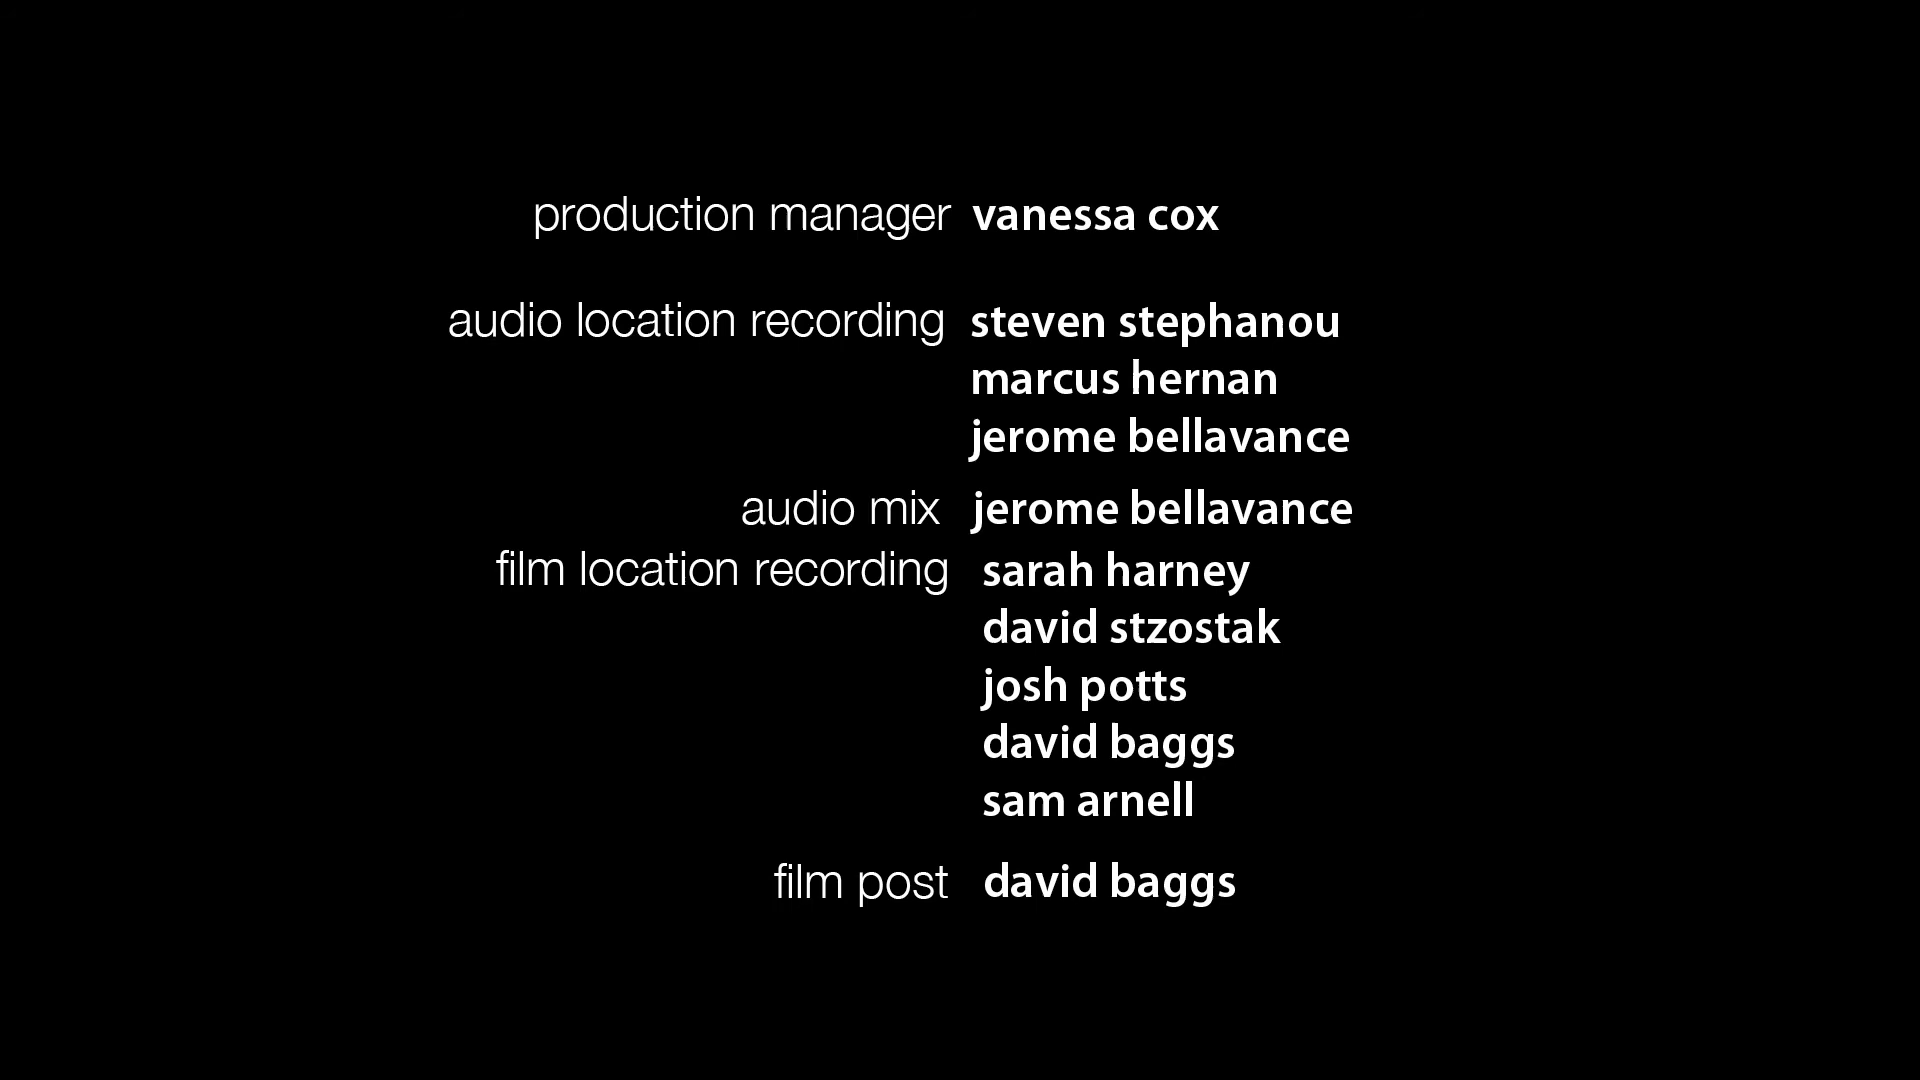 production manager vanessa cox
audio location recording steven stephanou
marcus hernan
jerome bellavance
audio mix jerome bellavance
film location recording sarah harney
david stzostak
josh potts
david baggs
sam arnell
film post david baggs